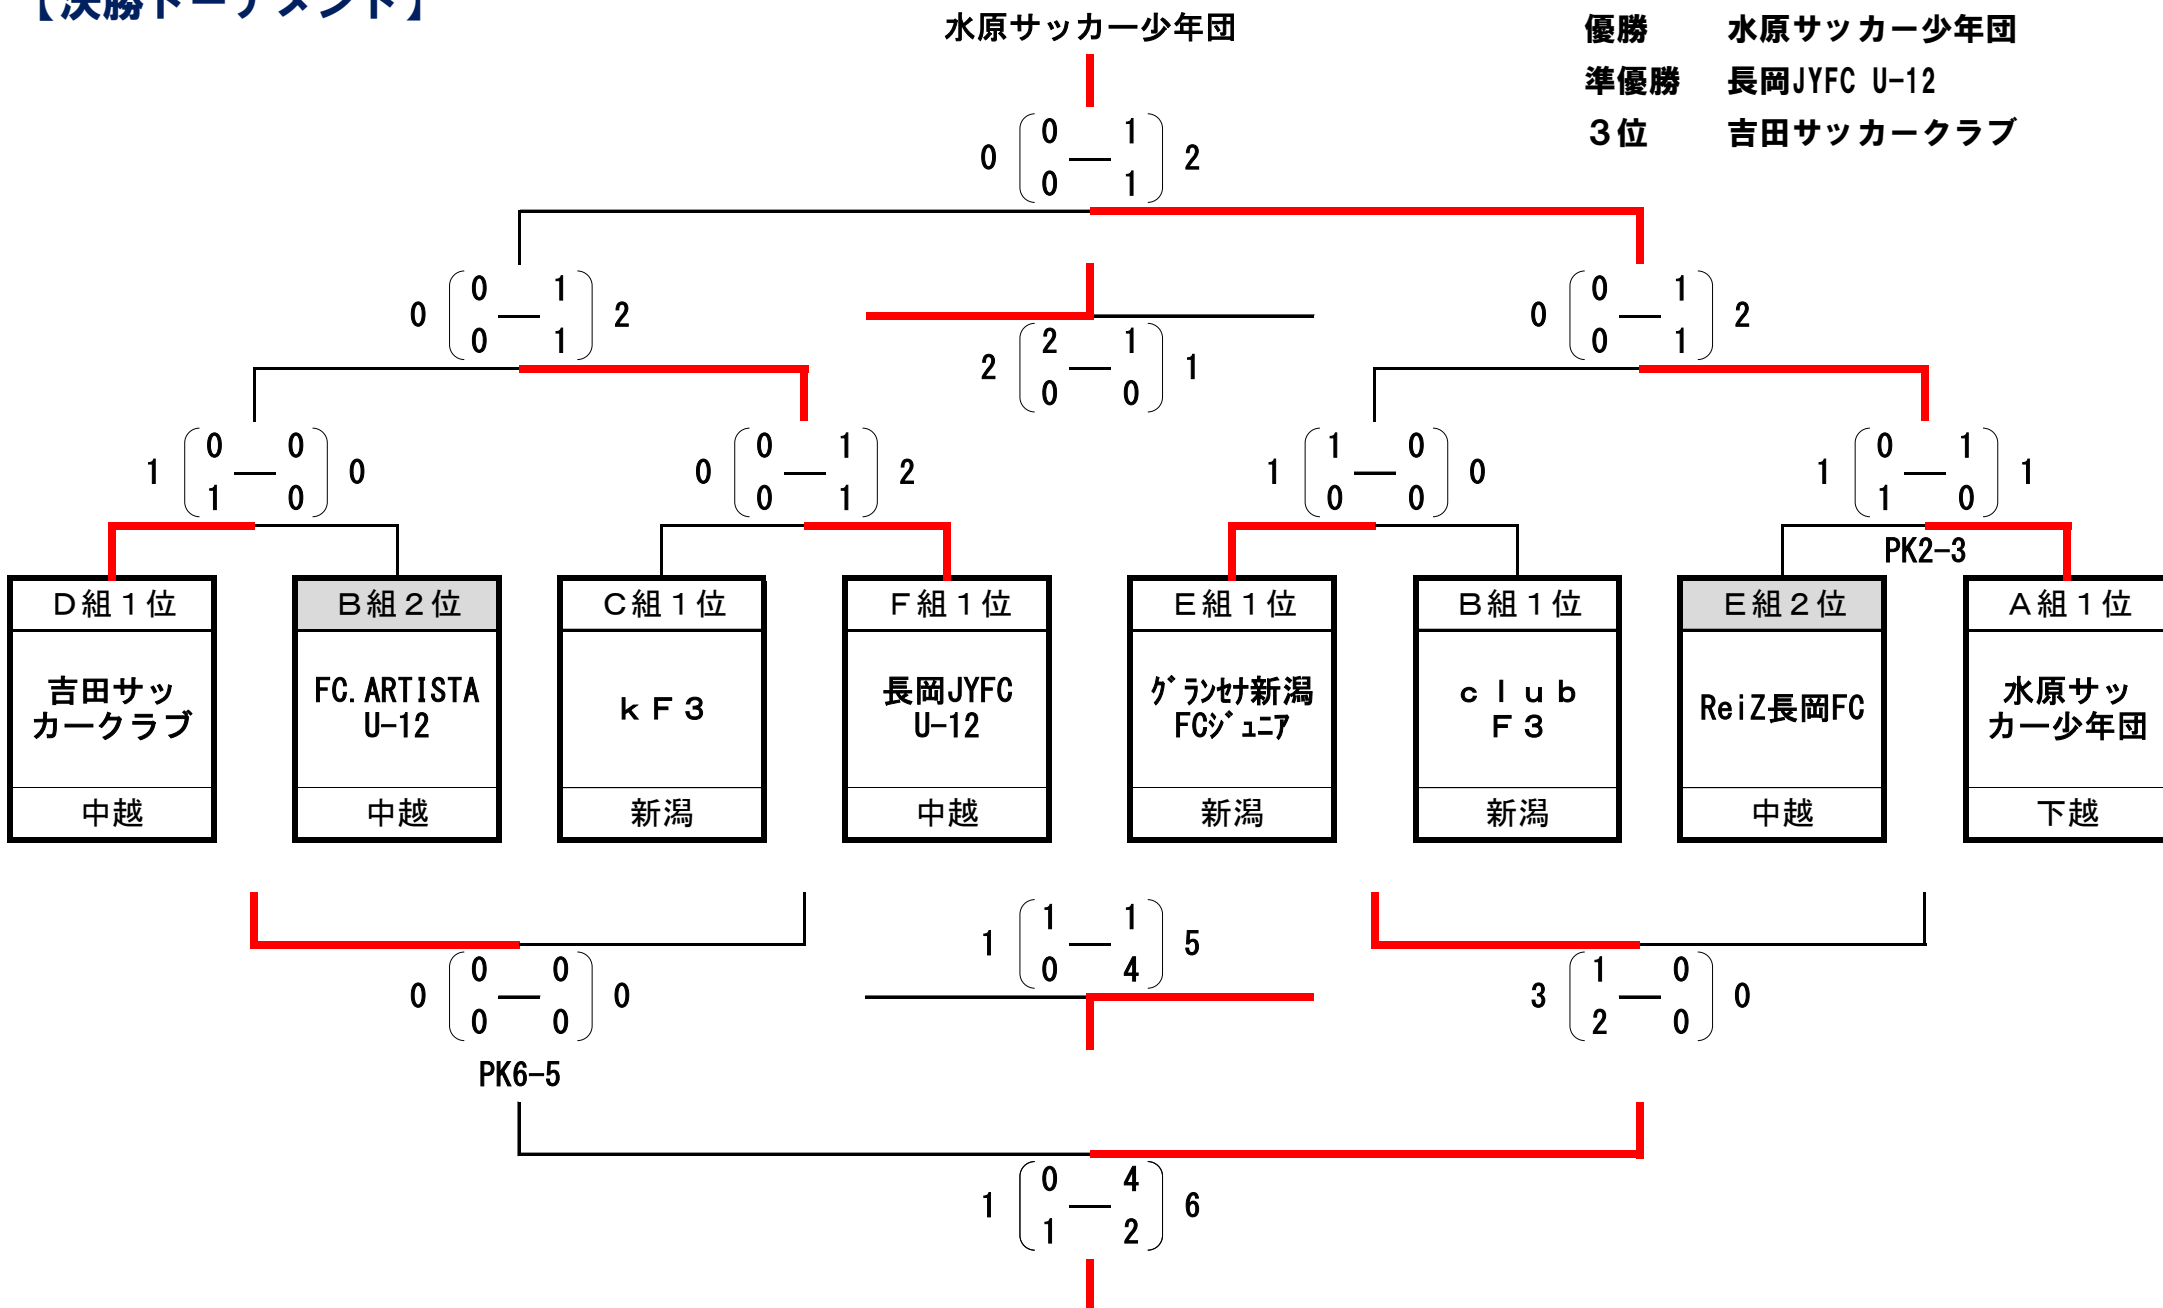 【決勝トーナメント】
水原サッカー少年団
優勝 水原サッカー少年団
準優勝 長岡JYFC U-12
３位 吉田サッカークラブ
0 1
0 — 2
0 1
0 1
0 — 2
0 1
0 1
0 — 2
0 1
2 1
2 — 1
0 0
0 0
1 — 0
1 0
0 1
0 — 2
0 1
1 0
1 — 0
0 0
0 1
1 — 1
1 0
PK2-3
Ｄ組１位
吉田サッ
カークラブ
中越
Ｂ組２位
FC.ARTISTA
U-12
中越
Ｃ組１位
ｋＦ３
新潟
Ｆ組１位
長岡JYFC
U-12
中越
Ｅ組１位
ｸﾞﾗﾝｾﾅ新潟
FCｼﾞｭﾆｱ
新潟
Ｂ組１位
ｃｌｕｂ
Ｆ３
新潟
Ｅ組２位
ReiZ長岡FC
中越
Ａ組１位
水原サッ
カー少年団
下越
0 0
0 — 0
0 0
PK6-5
1 1
1 — 5
0 4
1 0
3 — 0
2 0
0 4
1 — 6
1 2